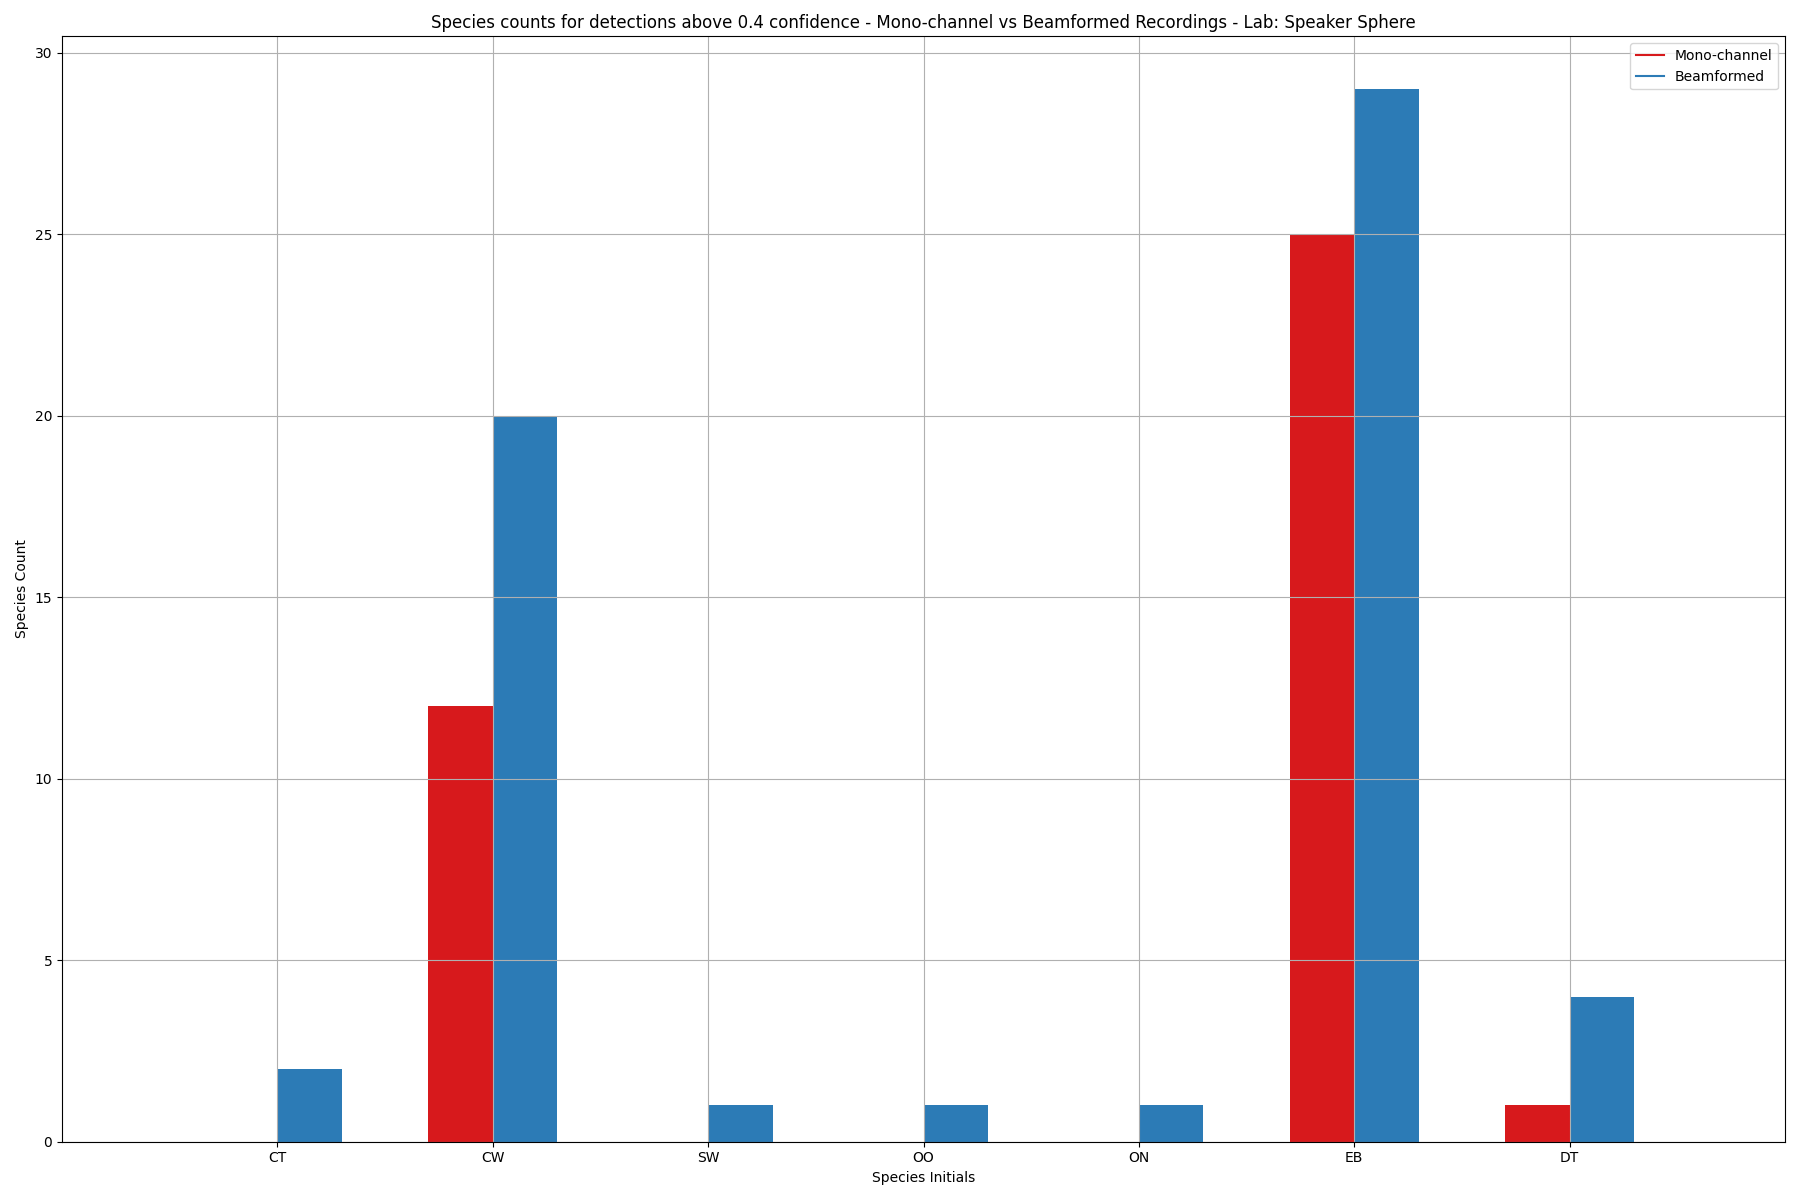 Species counts for detections above 0.4 confidence - Mono-channel vs Beamformed Recordings - Lab: Speaker Sphere
Mono-channel
Beamformed
30
25
20
15
10
5
0
Species Count
CT CW SW OO ON EB DT
Species Initials